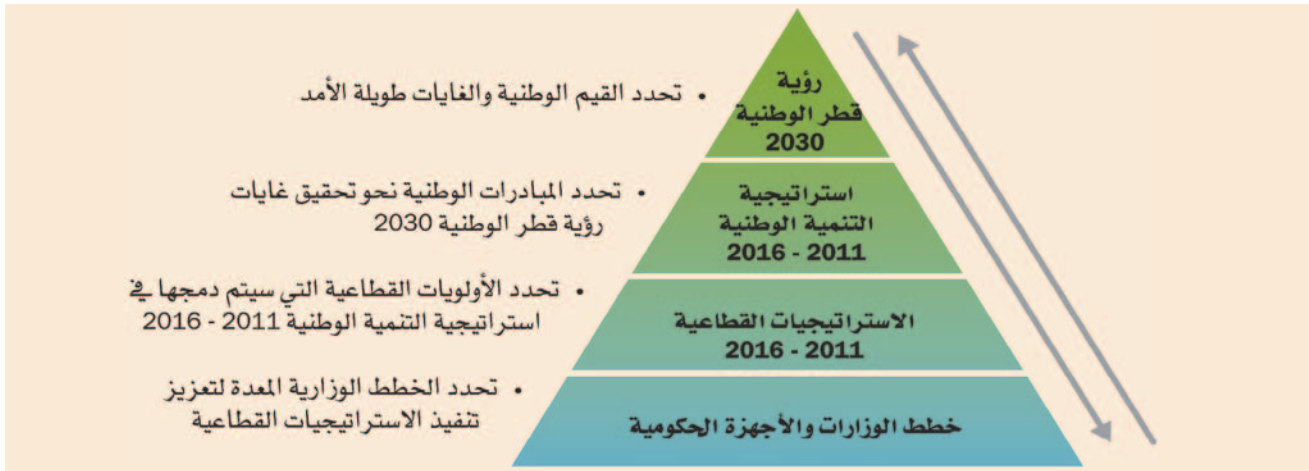 رؤية
قطر الوطنية
2030
• تحدد القيم الوطنية والغايات طويلة الأمد
استراتيجية
التنمية الوطنية
2011 - 2016
• تحدد المبادرات الوطنية نحو تحقيق غايات
رؤية قطر الوطنية 2030
الاستراتيجيات القطاعية
2011 - 2016
• تحدد الأولويات القطاعية التي سيتم دمجها في
استراتيجية التنمية الوطنية 2011 - 2016
خطط الوزارات والأجهزة الحكومية
• تحدد الخطط الوزارية المعدة لتعزيز
تنفيذ الاستراتيجيات القطاعية